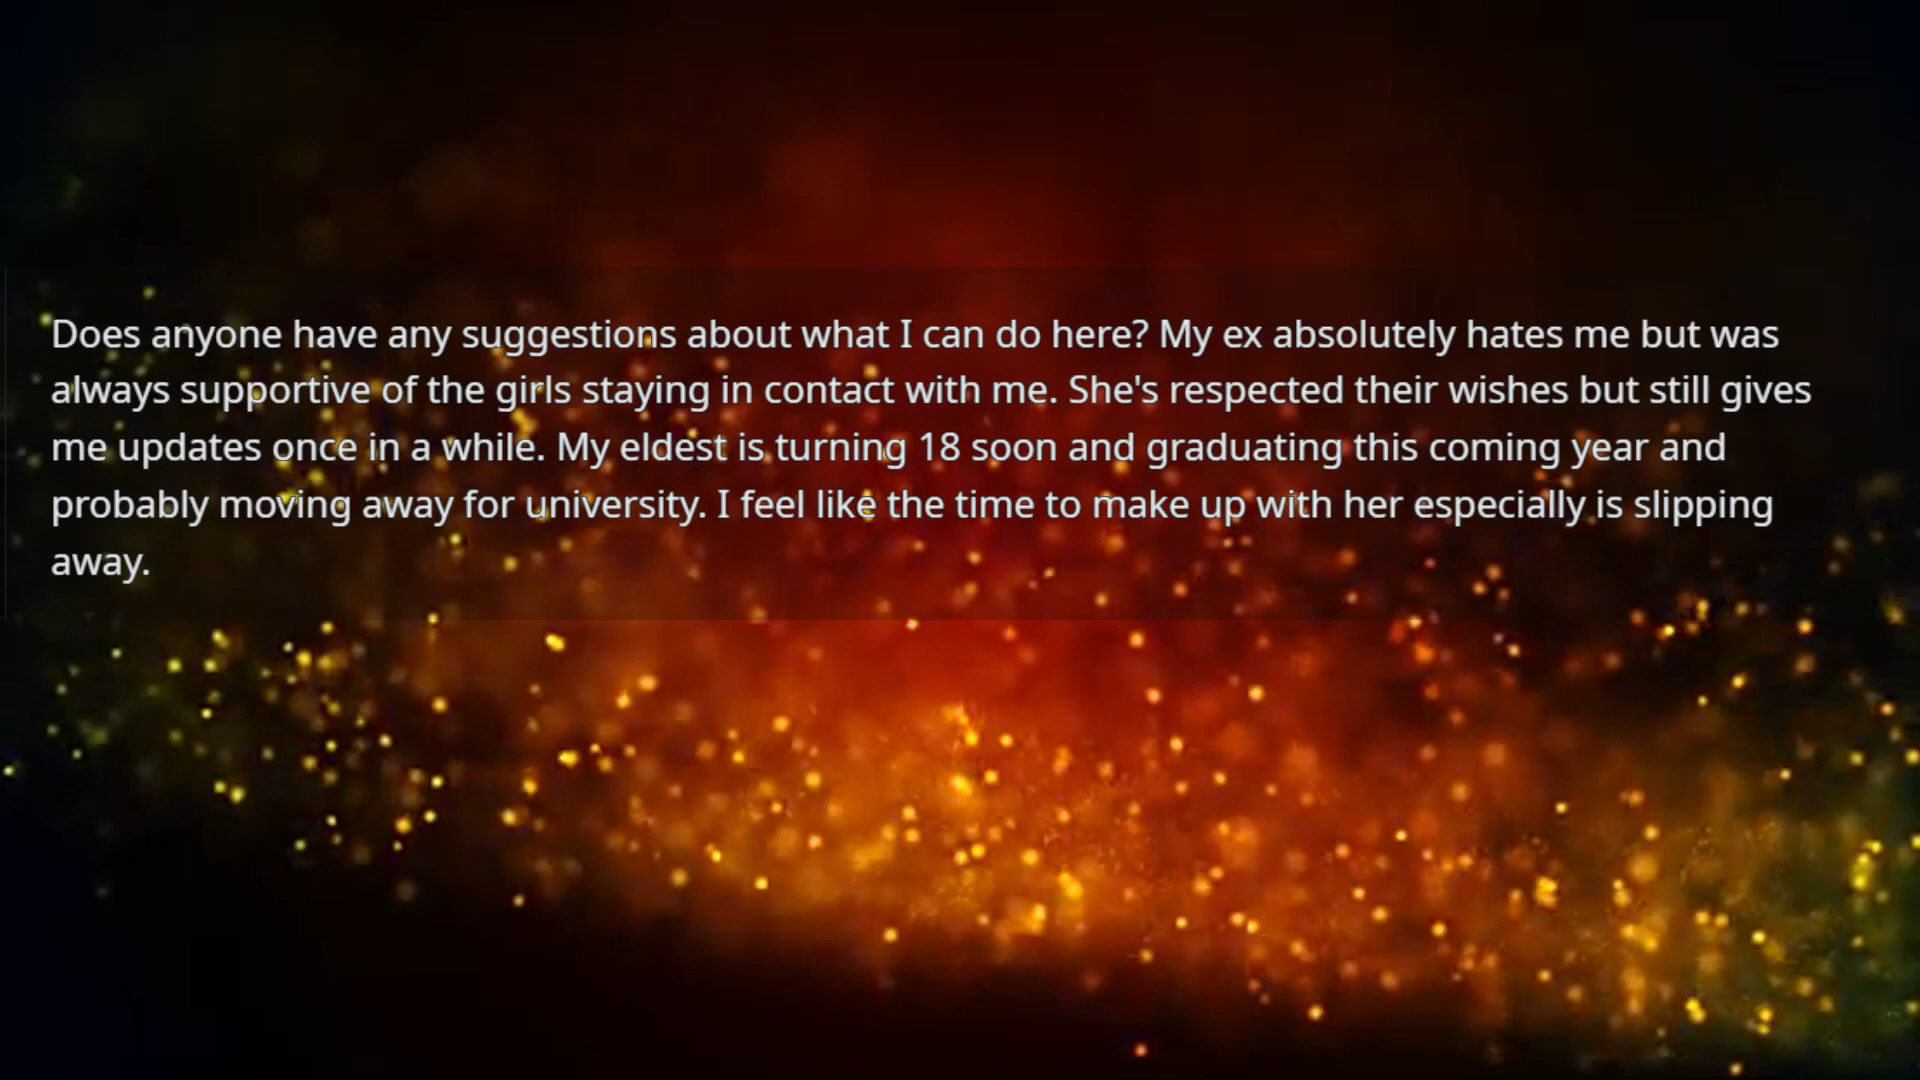 Does anyone have any suggestions about what I can do here? My ex absolutely hates me but was
always supportive of the girls staying in contact with me. She's respected their wishes but still gives
me updates once in a while. My eldest is turning 18 soon and graduating this coming year and
probably moving away for university. I feel like the time to make up with her especially is slipping
away.